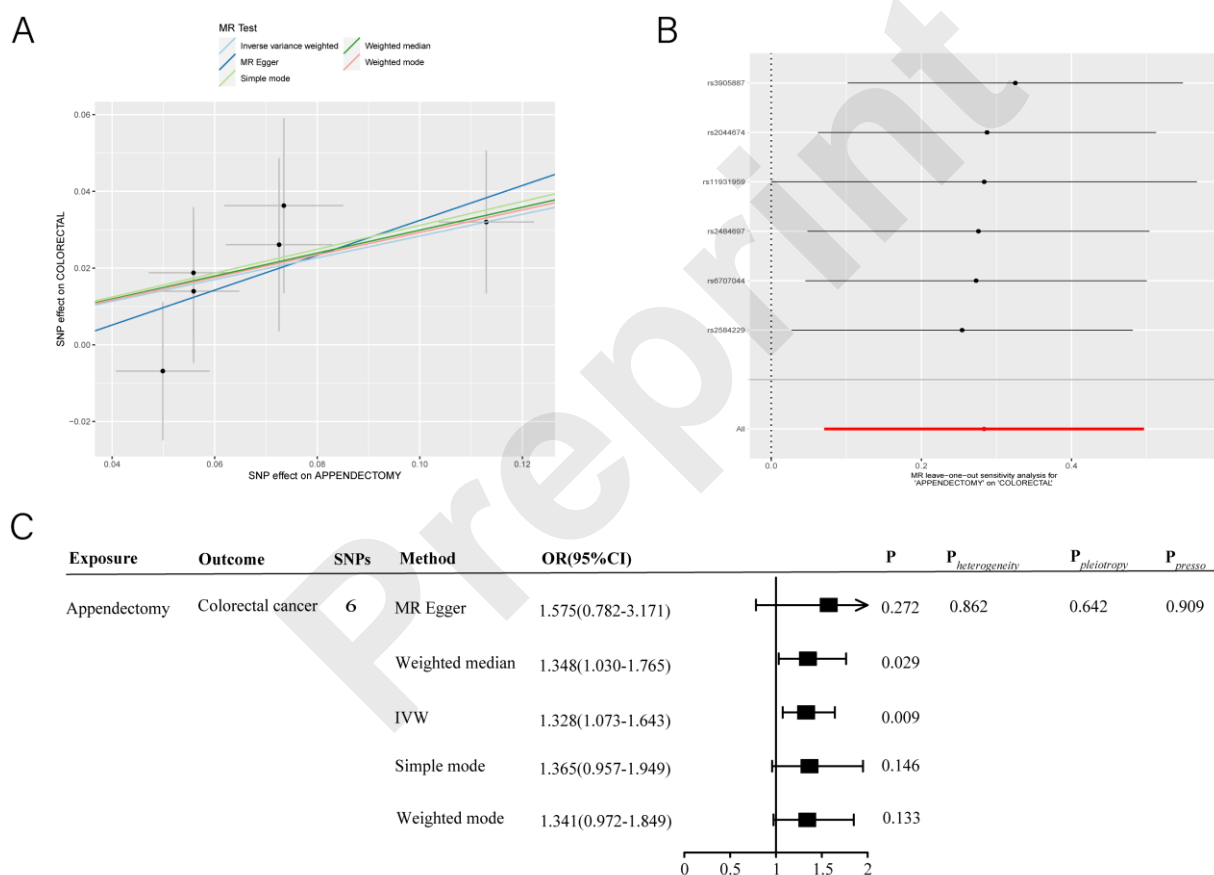 A
MR Test
Inverse variance weighted
Weighted median
MR Egger
Weighted mode
Simple mode
SNP effect on COLORECTAL
0.06
0.04
0.02
0.00
−0.02
0.04
0.06
0.08
0.10
0.12
SNP effect on APPENDECTOMY
B
rs3905887
rs2044674
rs11931959
rs2484697
rs6707044
rs2584229
All
0.0
0.2
0.4
MR leave−one−out sensitivity analysis for
'APPENDECTOMY' on 'COLORECTAL'
Preprint
C
Exposure Outcome SNPs Method OR(95%CI) P P heterogeneity P pleiotropy P presso
Appendectomy Colorectal cancer 6 MR Egger 1.575(0.782-3.171) 0.272 0.862 0.642 0.909
Weighted median 1.348(1.030-1.765) 0.029
IVW 1.328(1.073-1.643) 0.009
Simple mode 1.365(0.957-1.949) 0.146
Weighted mode 1.341(0.972-1.849) 0.133
0 0.5 1 1.5 2